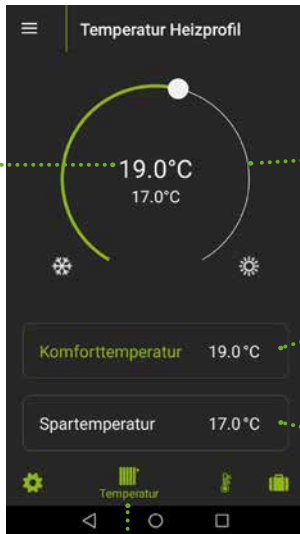 Temperatur Heizprofil
19.0°C
17.0°C
Komforttemperatur 19.0°C
Spartemperatur 17.0°C
Temperatur